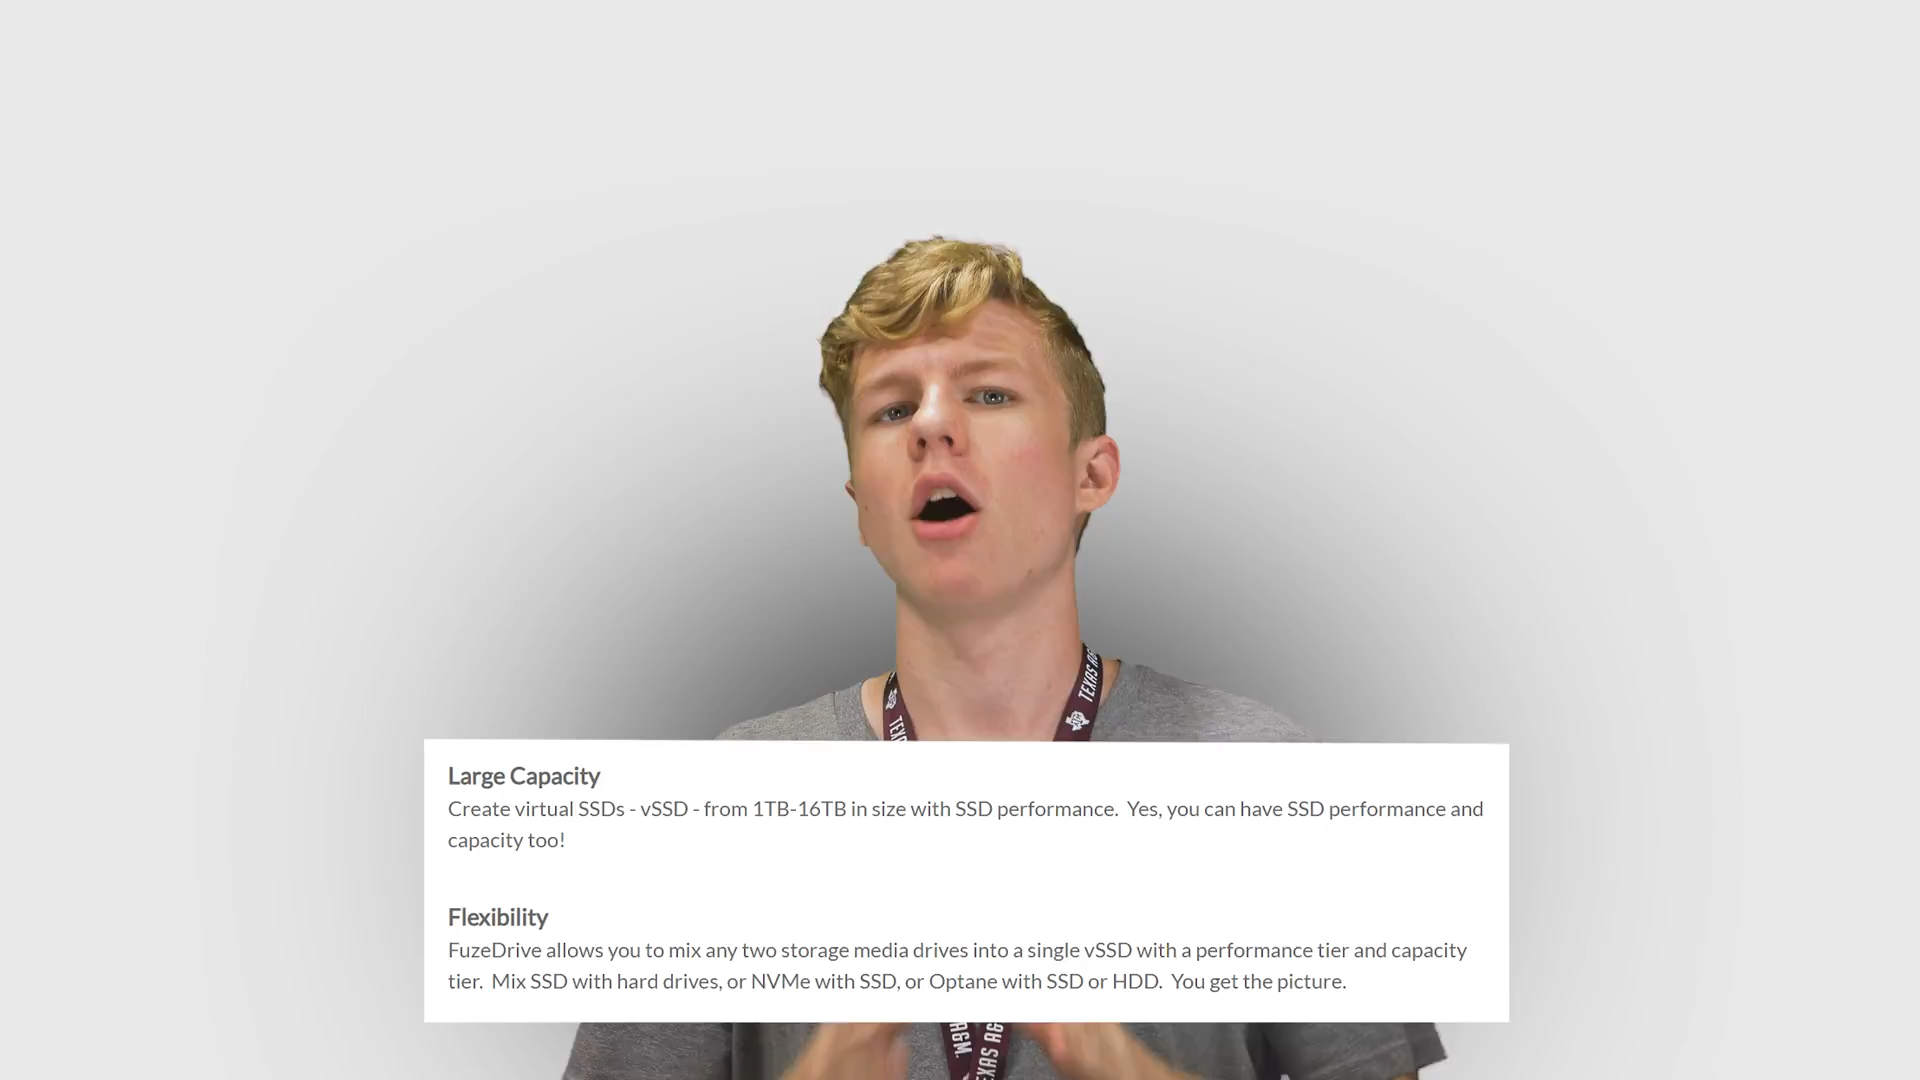 TEXAS
TEX
Large Capacity
Create virtual SSDs - vSSD - from 1TB-16TB in size with SSD performance.  Yes, you can have SSD performance and
capacity too!
Flexibility
FuzeDrive allows you to mix any two storage media drives into a single vSSD with a performance tier and capacity
tier.  Mix SSD with hard drives, or NVMe with SSD, or Optane with SSD or HDD.  You get the picture.
A&M.
TEXAS A&